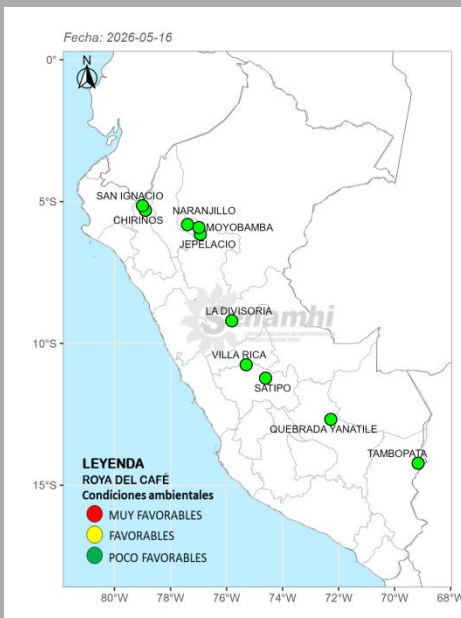 Fecha: 2026-05-16
N
0°
SAN IGNACIO
NARANJILLO
5°S
CHIRINOS
MOYOBAMBA
JEPELACIO
LA DIVISORIA
Senamhi
10°S
VILLA RICA
SATIPO
QUEBRADA YANATILE
TAMBOPATA
LEYENDA
ROYA DEL CAFÉ
15°S
Condiciones ambientales
MUY FAVORABLES
FAVORABLES
POCO FAVORABLES
80°W 78°W 76°W 74°W 72°W 70°W 68°W